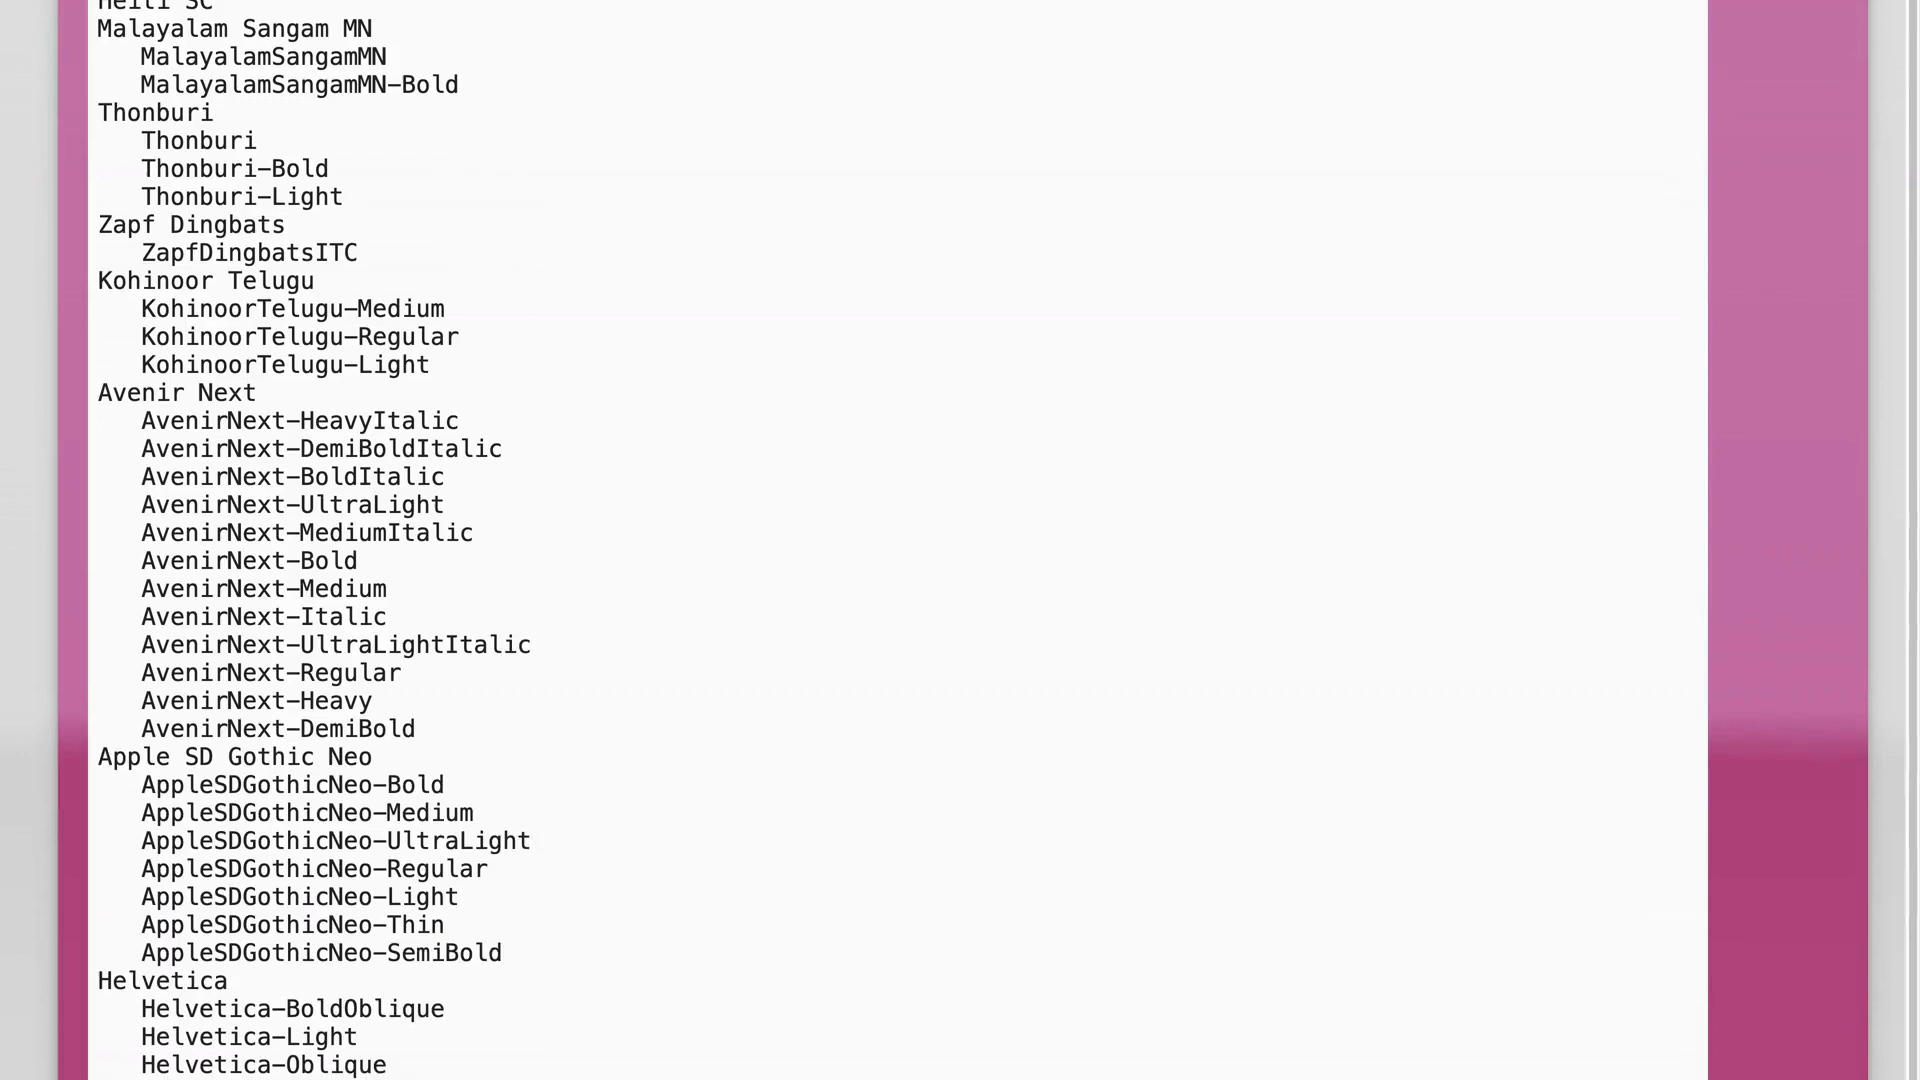 Heiti SC
Malayalam Sangam MN
MalayalamSangamMN
MalayalamSangamMN-Bold
Thonburi
Thonburi
Thonburi-Bold
Thonburi-Light
Zapf Dingbats
ZapfDingbatsITC
Kohinoor Telugu
KohinoorTelugu-Medium
KohinoorTelugu-Regular
KohinoorTelugu-Light
Avenir Next
AvenirNext-HeavyItalic
AvenirNext-DemiBoldItalic
AvenirNext-BoldItalic
AvenirNext-UltraLight
AvenirNext-MediumItalic
AvenirNext-Bold
AvenirNext-Medium
AvenirNext-Italic
AvenirNext-UltraLightItalic
AvenirNext-Regular
AvenirNext-Heavy
AvenirNext-DemiBold
Apple SD Gothic Neo
AppleSDGothicNeo-Bold
AppleSDGothicNeo-Medium
AppleSDGothicNeo-UltraLight
AppleSDGothicNeo-Regular
AppleSDGothicNeo-Light
AppleSDGothicNeo-Thin
AppleSDGothicNeo-SemiBold
Helvetica
Helvetica-BoldOblique
Helvetica-Light
Helvetica-Oblique